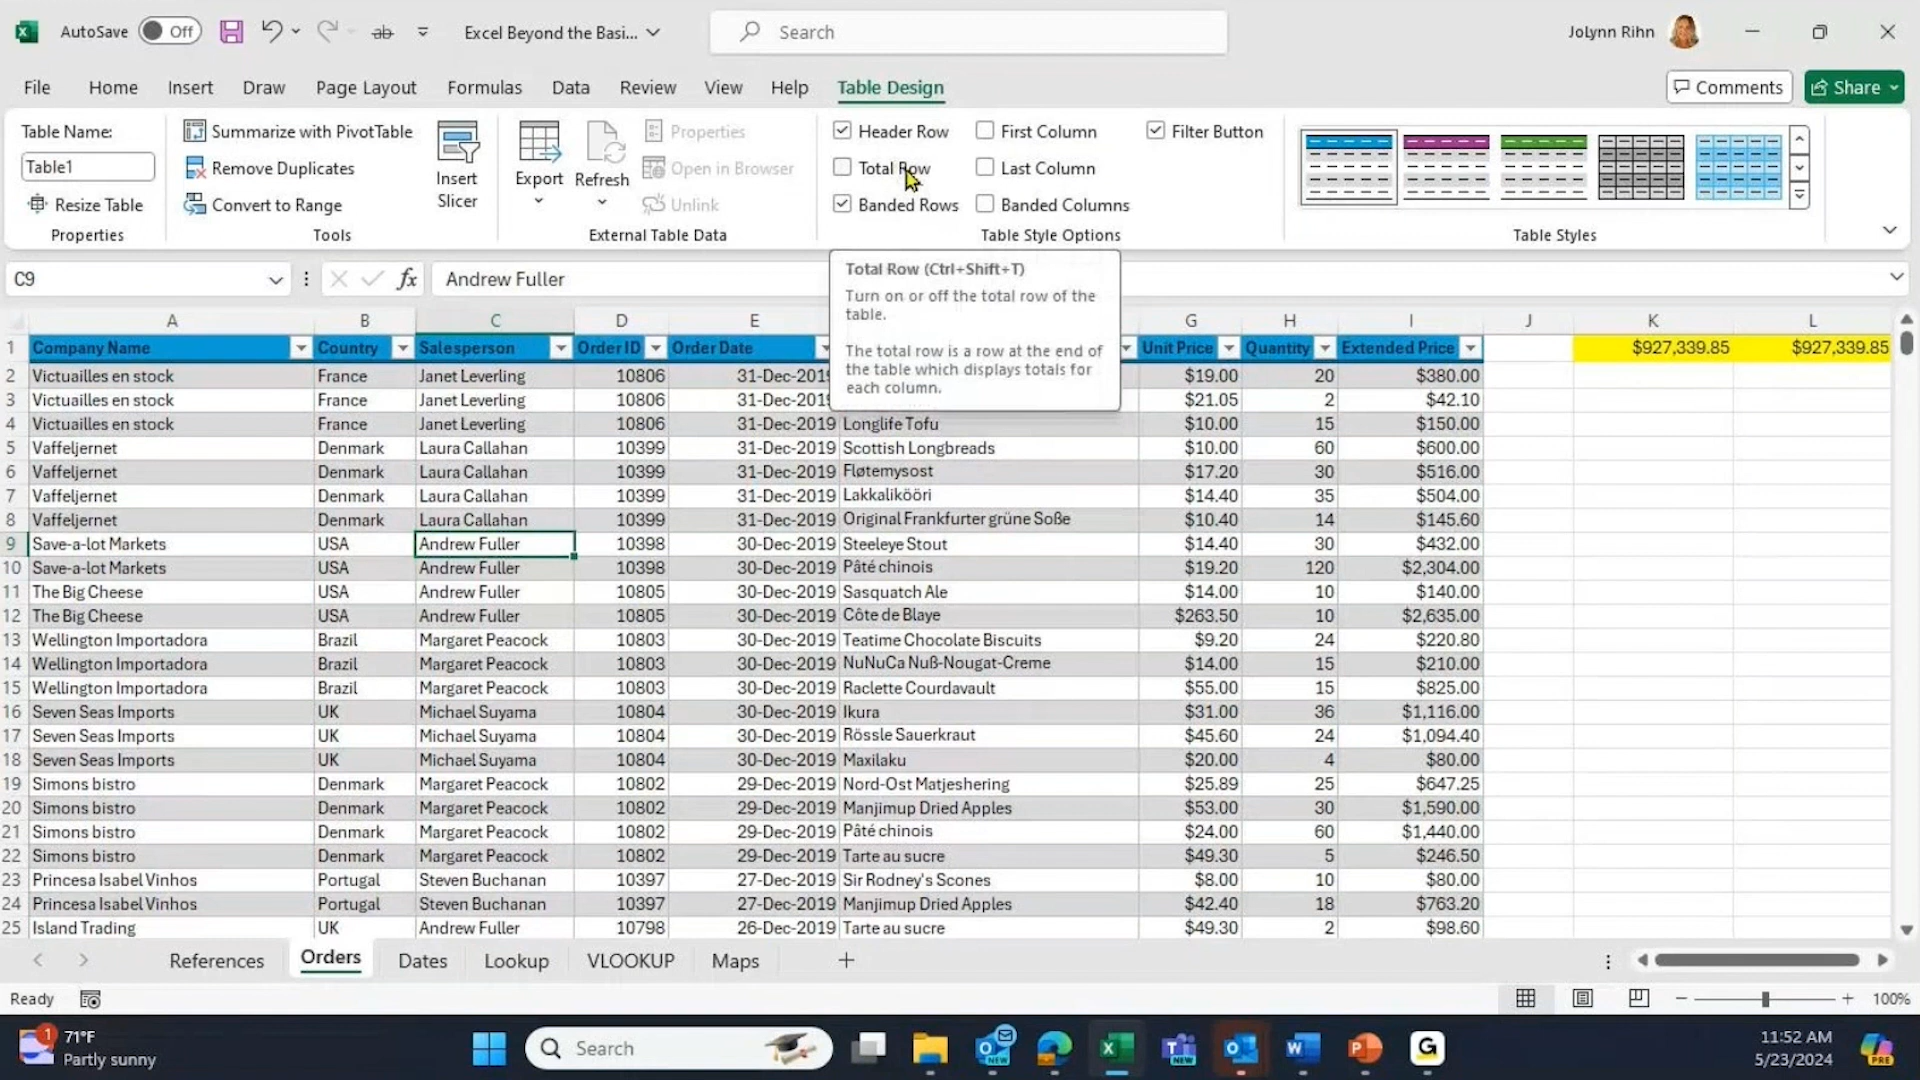 AutoSave Off ab Excel Beyond the Basi... Search Jolynn Rihn
File Home Insert Draw Page Layout Formulas Data Review View Help Table Design Comments Share
Table Name:
Table1
Resize Table
Properties
Summarize with PivotTable
Remove Duplicates
Convert to Range
Tools
Insert
Slicer
Export
Refresh
Properties
Open in Browser
Unlink
External Table Data
Header Row First Column Filter Button
Total Row Last Column
Banded Rows Banded Columns
Table Style Options
Table Styles
C9 fx Andrew Fuller
Total Row (Ctrl+Shift+T)
Turn on or off the total row of the
table.
The total row is a row at the end of
the table which displays totals for
each column.
A B C D E G H I J K L
1 Company Name Country Salesperson Order ID Order Date Unit Price Quantity Extended Price $927,339.85 $927,339.85
2 Victuailles en stock France Janet Leverling 10806 31-Dec-2019 $19.00 20 $380.00
3 Victuailles en stock France Janet Leverling 10806 31-Dec-2019 $21.05 2 $42.10
4 Victuailles en stock France Janet Leverling 10806 31-Dec-2019 Longlife Tofu $10.00 15 $150.00
5 Vaffeljernet Denmark Laura Callahan 10399 31-Dec-2019 Scottish Longbreads $10.00 60 $600.00
6 Vaffeljernet Denmark Laura Callahan 10399 31-Dec-2019 Fløtemysost $17.20 30 $516.00
7 Vaffeljernet Denmark Laura Callahan 10399 31-Dec-2019 Lakkalikööri $14.40 35 $504.00
8 Vaffeljernet Denmark Laura Callahan 10399 31-Dec-2019 Original Frankfurter grüne Soße $10.40 14 $145.60
9 Save-a-lot Markets USA Andrew Fuller 10398 30-Dec-2019 Steeleye Stout $14.40 30 $432.00
10 Save-a-lot Markets USA Andrew Fuller 10398 30-Dec-2019 Pâté chinois $19.20 120 $2,304.00
11 The Big Cheese USA Andrew Fuller 10805 30-Dec-2019 Sasquatch Ale $14.00 10 $140.00
12 The Big Cheese USA Andrew Fuller 10805 30-Dec-2019 Côte de Blaye $263.50 10 $2,635.00
13 Wellington Importadora Brazil Margaret Peacock 10803 30-Dec-2019 Teatime Chocolate Biscuits $9.20 24 $220.80
14 Wellington Importadora Brazil Margaret Peacock 10803 30-Dec-2019 NuNuCa Nuß-Nougat-Creme $14.00 15 $210.00
15 Wellington Importadora Brazil Margaret Peacock 10803 30-Dec-2019 Raclette Courdavault $55.00 15 $825.00
16 Seven Seas Imports UK Michael Suyama 10804 30-Dec-2019 Ikura $31.00 36 $1,116.00
17 Seven Seas Imports UK Michael Suyama 10804 30-Dec-2019 Rössle Sauerkraut $45.60 24 $1,094.40
18 Seven Seas Imports UK Michael Suyama 10804 30-Dec-2019 Maxilaku $20.00 4 $80.00
19 Simons bistro Denmark Margaret Peacock 10802 29-Dec-2019 Nord-Ost Matjeshering $25.89 25 $647.25
20 Simons bistro Denmark Margaret Peacock 10802 29-Dec-2019 Manjimup Dried Apples $53.00 30 $1,590.00
21 Simons bistro Denmark Margaret Peacock 10802 29-Dec-2019 Pâté chinois $24.00 60 $1,440.00
22 Simons bistro Denmark Margaret Peacock 10802 29-Dec-2019 Tarte au sucre $49.30 5 $246.50
23 Princesa Isabel Vinhos Portugal Steven Buchanan 10397 27-Dec-2019 Sir Rodney's Scones $8.00 10 $80.00
24 Princesa Isabel Vinhos Portugal Steven Buchanan 10397 27-Dec-2019 Manjimup Dried Apples $42.40 18 $763.20
25 Island Trading UK Andrew Fuller 10798 26-Dec-2019 Tarte au sucre $49.30 2 $98.60
References Orders Dates Lookup VLOOKUP Maps
Ready 100%
1 71°F
Partly sunny
Search
NEW
NEW
W
P
G
11:52 AM
5/23/2024
PRE